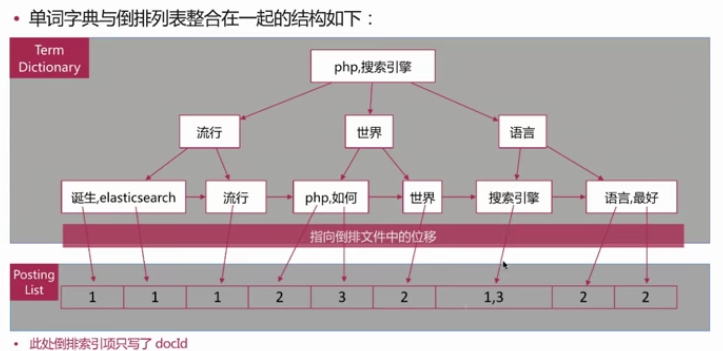 • 单词字典与倒排列表整合在一起的结构如下：
Term
Dictionary
php,搜索引擎
流行
世界
语言
诞生,elasticsearch
流行
php,如何
世界
搜索引擎
语言,最好
指向倒排文件中的位移
Posting
List
1
1
1
2
3
2
1,3
2
2
• 此处倒排索引项只写了 docId